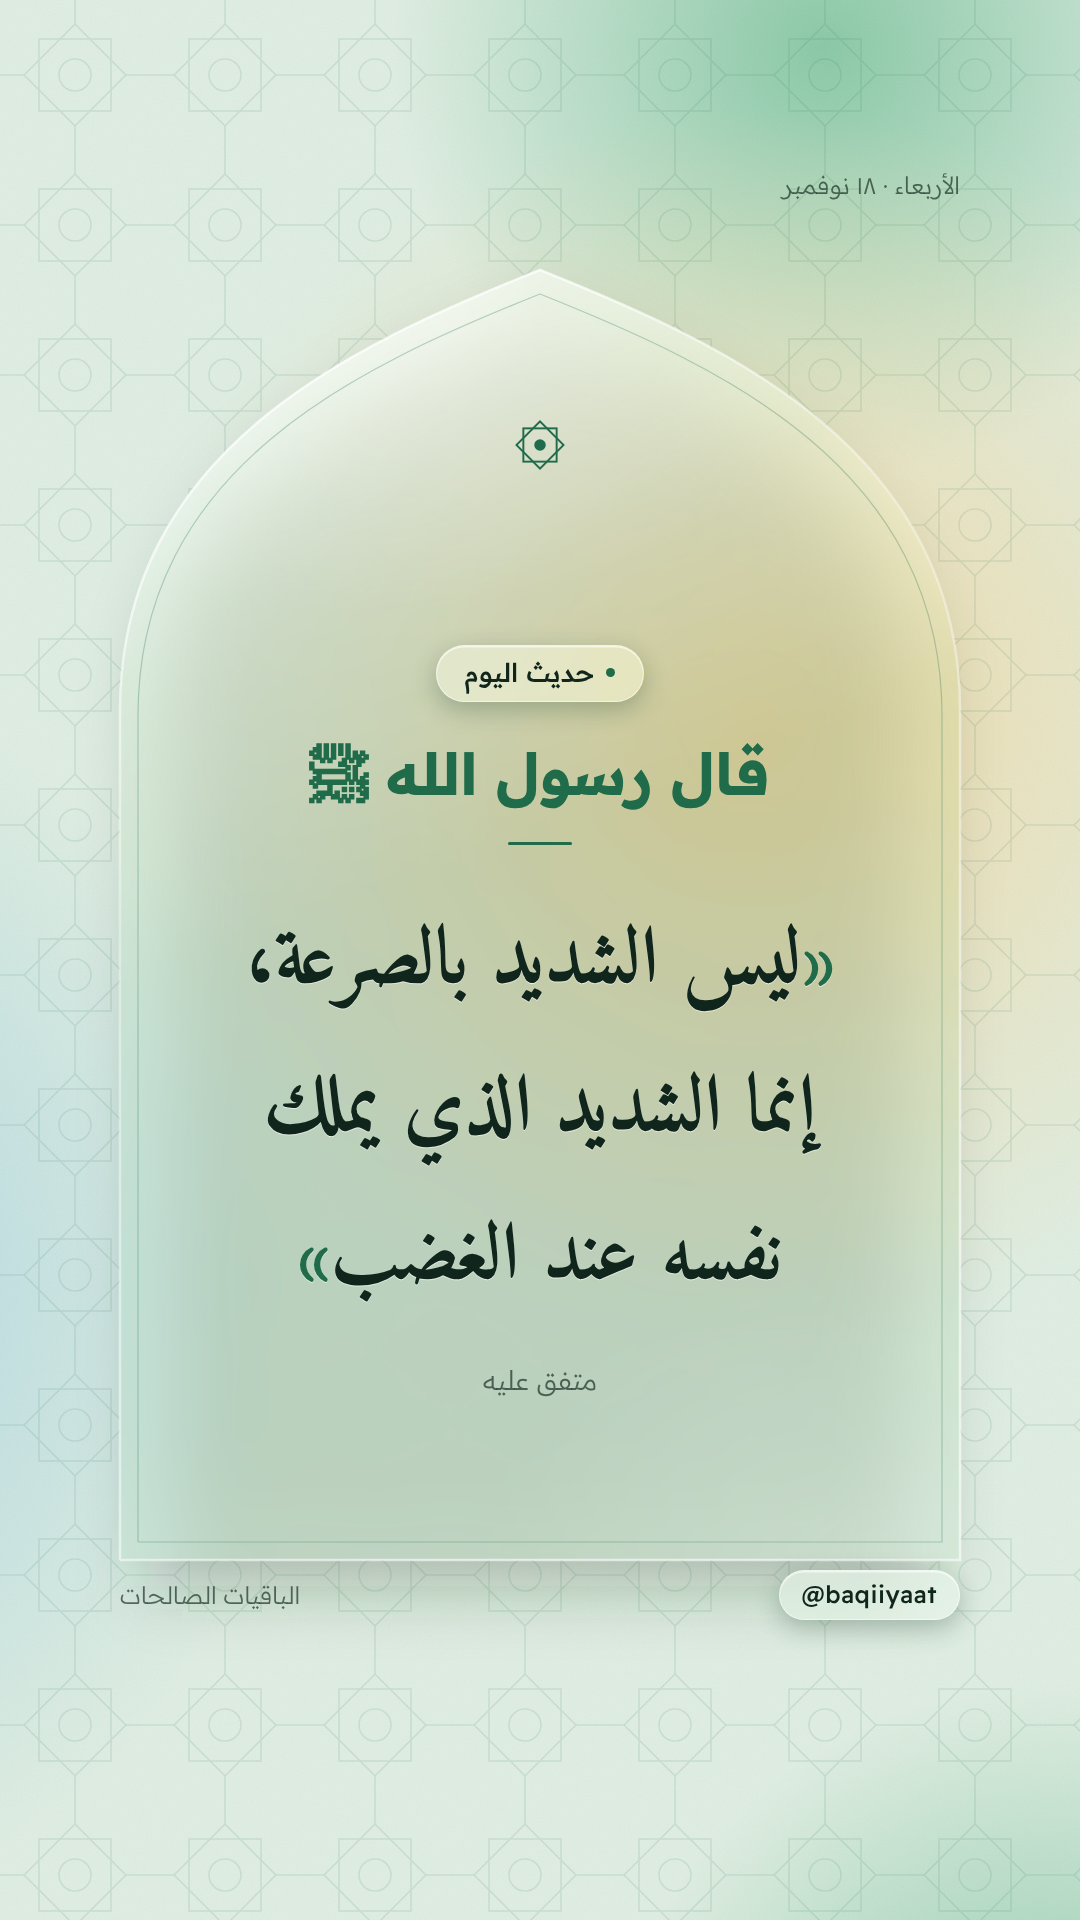 الأربعاء · ١٨ نوفمبر
• حديث اليوم
قال رسول الله ﷺ
«ليس الشديد بالصرعة،
إنما الشديد الذي يملك
نفسه عند الغضب»
متفق عليه
@baqiiyaat
الباقيات الصالحات